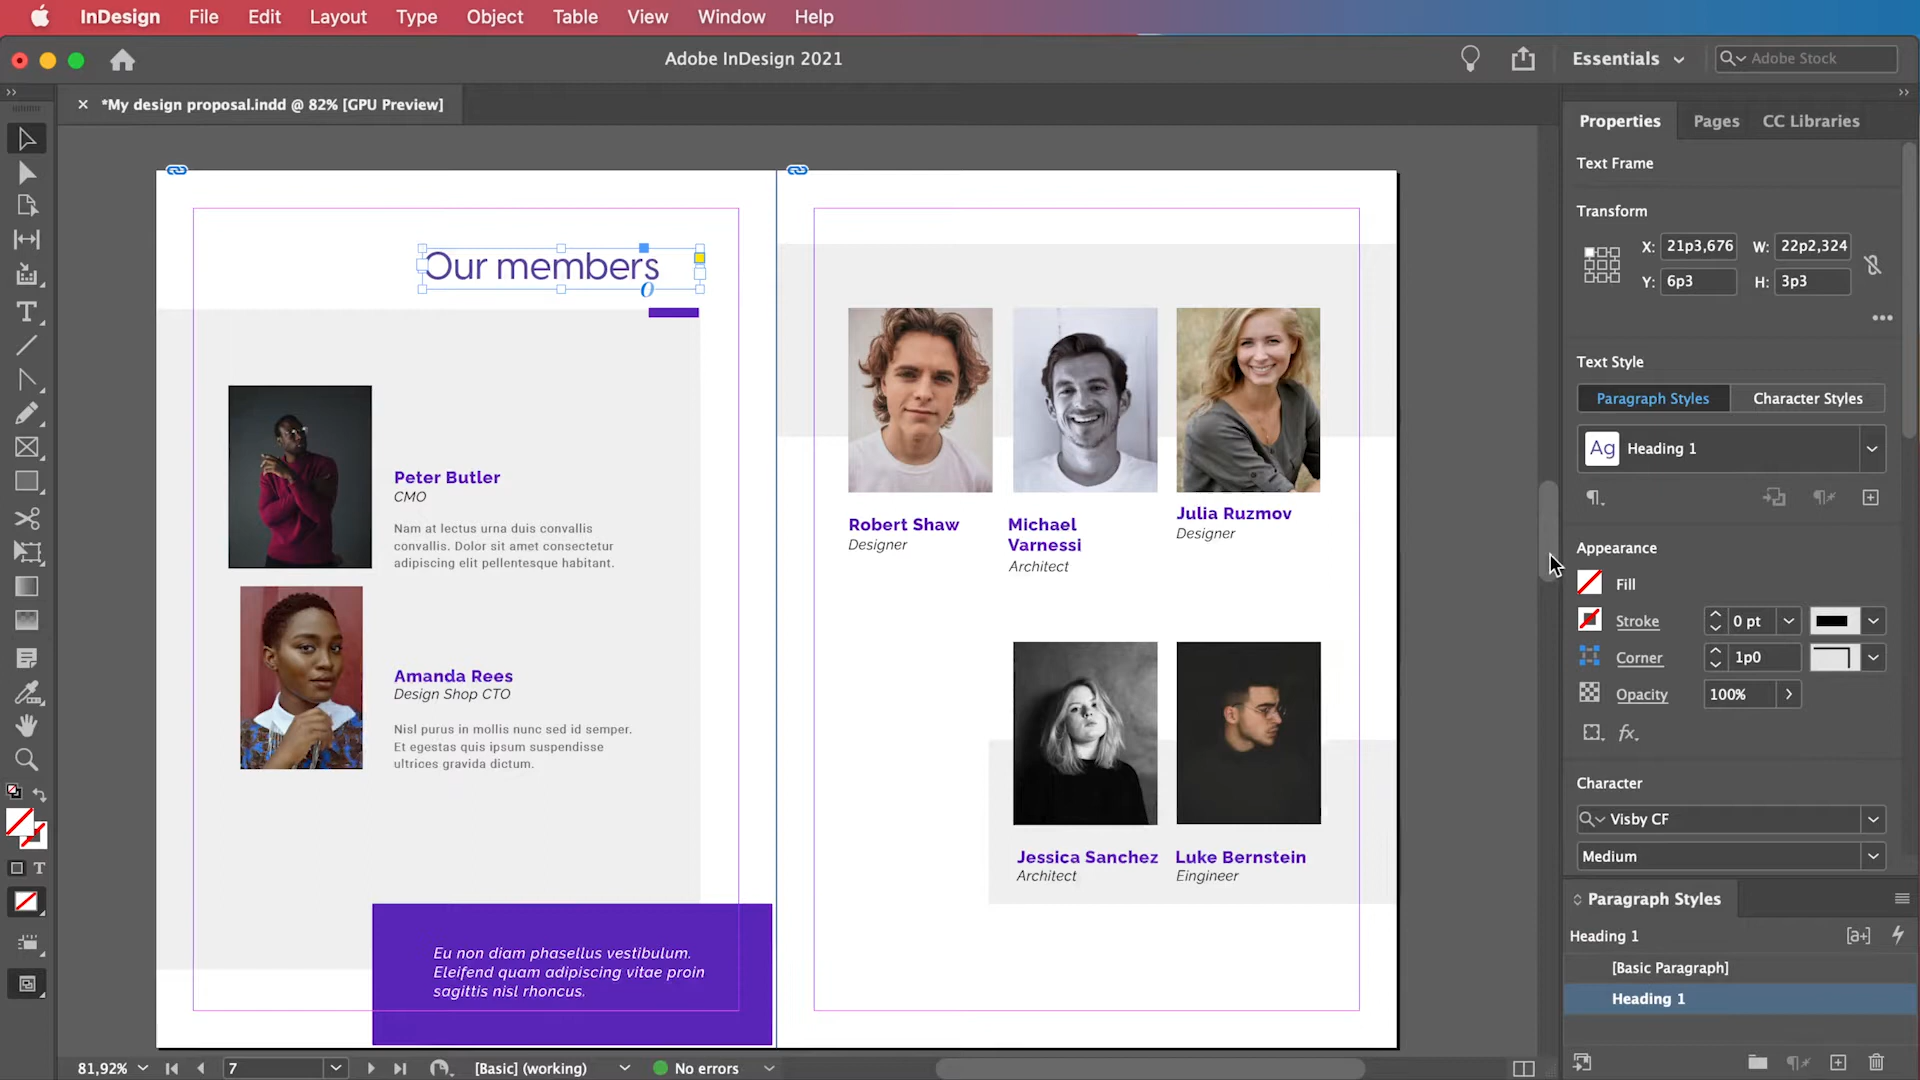 InDesign File Edit Layout Type Object Table View Window Help
Adobe InDesign 2021
Essentials
Adobe Stock
*My design proposal.indd @ 82% [GPU Preview]
Our members
Peter Butler
CMO
Nam at lectus urna duis convallis
convallis. Dolor sit amet consectetur
adipiscing elit pellentesque habitant.
Amanda Rees
Design Shop CTO
Nisl purus in mollis nunc sed id semper.
Et egestas quis ipsum suspendisse
ultrices gravida dictum.
Eu non diam phasellus vestibulum.
Eleifend quam adipiscing vitae proin
sagittis nisl rhoncus.
Robert Shaw
Designer
Michael
Varnessi
Architect
Julia Ruzmov
Designer
Jessica Sanchez
Architect
Luke Bernstein
Eingineer
Properties Pages CC Libraries
Text Frame
Transform
X: 21p3,676 W: 22p2,324
Y: 6p3 H: 3p3
Text Style
Paragraph Styles Character Styles
Ag Heading 1
Appearance
Fill
Stroke 0 pt
Corner 1p0
Opacity 100%
fx.
Character
Visby CF
Medium
Paragraph Styles
Heading 1 [a+]
[Basic Paragraph]
Heading 1
81,92% 7 [Basic] (working) No errors